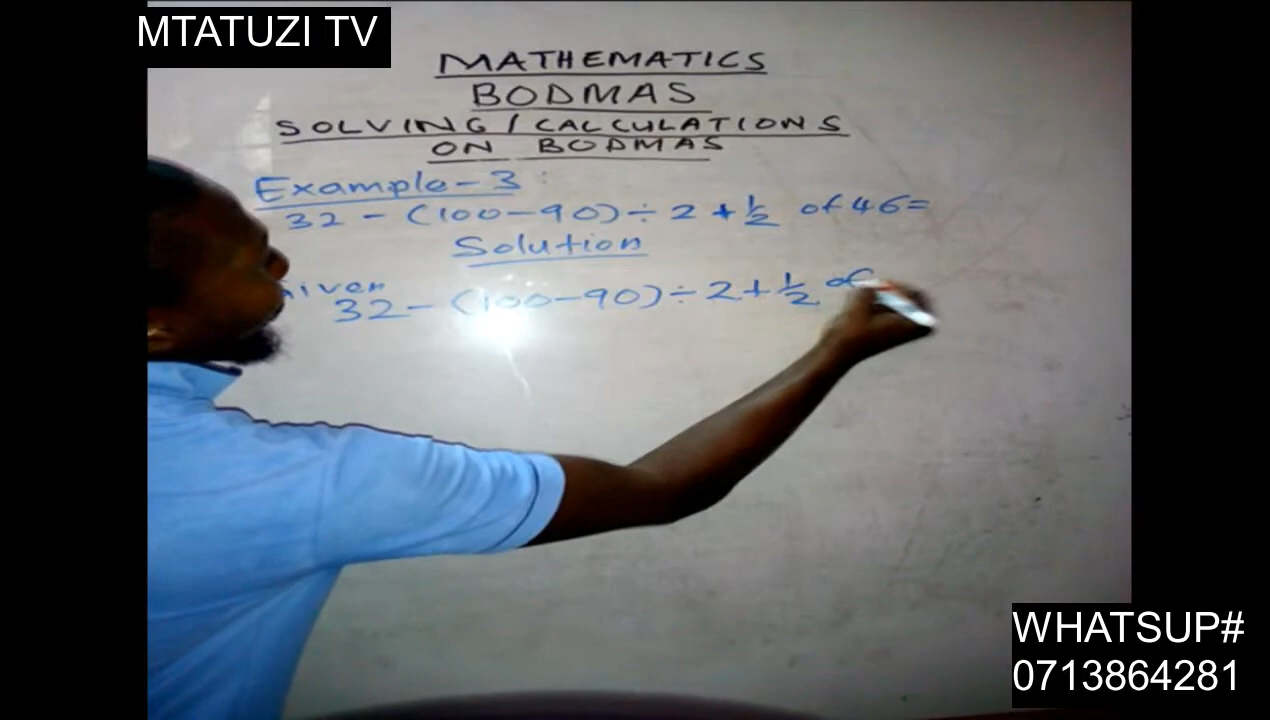 MTATUZI TV
MATHEMATICS
BODMAS
SOLVING/CALCULATIONS
ON BODMAS
Example-3:
32 - (100-90) ÷ 2 + 1/2 of 46=
Solution
32 - (100-90) ÷ 2 + 1/2 of
WHATSUP#
0713864281